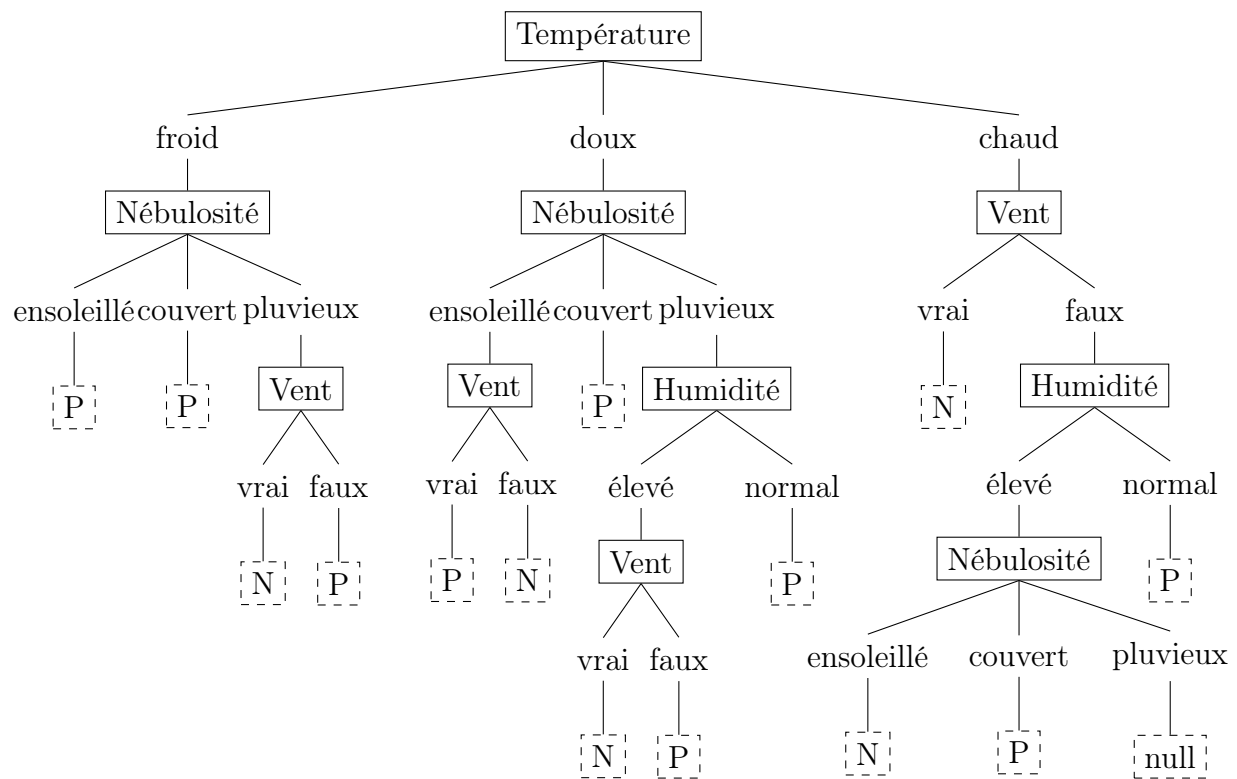 Température
froid doux chaud
Nébulosité Nébulosité Vent
ensoleillé couvert pluvieux ensoleillé couvert pluvieux vrai faux
P P Vent Vent P Humidité N Humidité
vrai faux vrai faux élevé normal élevé normal
N P P N Vent P Nébulosité P
vrai faux ensoleillé couvert pluvieux
N P N P null